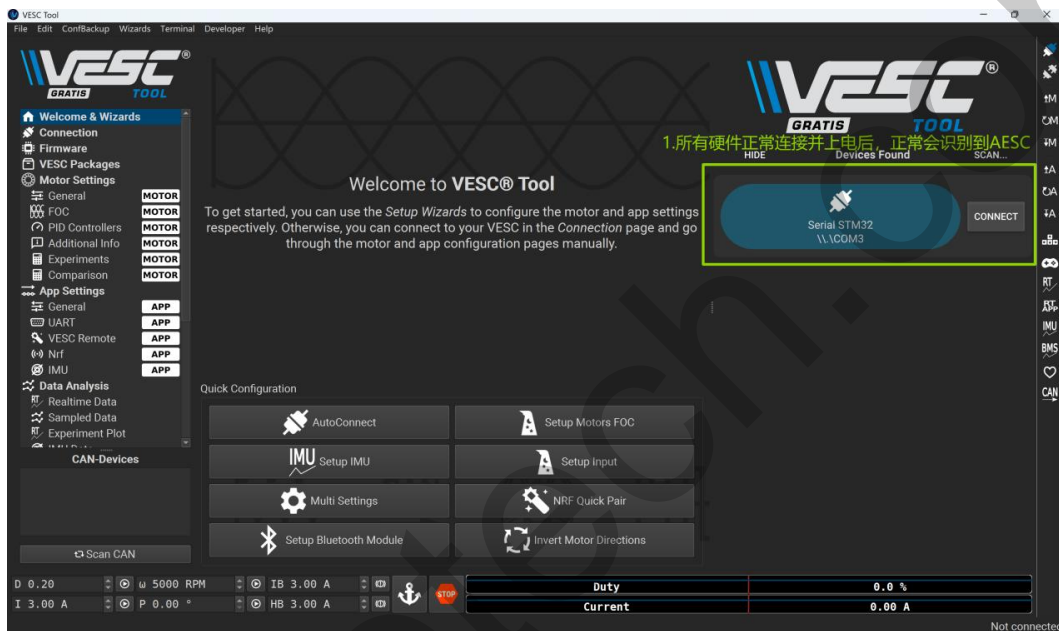 VESC Tool
File Edit ConfBackup Wizards Terminal Developer Help
VESC®
GRATIS TOOL
Welcome & Wizards
Connection
Firmware
VESC Packages
Motor Settings
General MOTOR
FOC MOTOR
PID Controllers MOTOR
Additional Info MOTOR
Experiments MOTOR
Comparison MOTOR
App Settings
General APP
UART APP
VESC Remote APP
Nrf APP
IMU APP
Data Analysis
Realtime Data
Sampled Data
Experiment Plot
CAN-Devices
Scan CAN
Welcome to VESC® Tool
To get started, you can use the Setup Wizards to configure the motor and app settings
respectively. Otherwise, you can connect to your VESC in the Connection page and go
through the motor and app configuration pages manually.
VESC®
GRATIS TOOL
1.所有硬件正常连接并上电后，正常会识别到AESC
HIDE Devices Found SCAN...
Serial STM32
\\.\COM3
CONNECT
Quick Configuration
AutoConnect Setup Motors FOC
IMU Setup IMU Setup Input
Multi Settings NRF Quick Pair
Setup Bluetooth Module Invert Motor Directions
D 0.20 ω 5000 RPM IB 3.00 A
I 3.00 A P 0.00 ° HB 3.00 A
STOP
Duty 0.0 %
Current 0.00 A
Not connected
M
M
M
A
A
A
RT
RT
APP
IMU
BMS
CAN